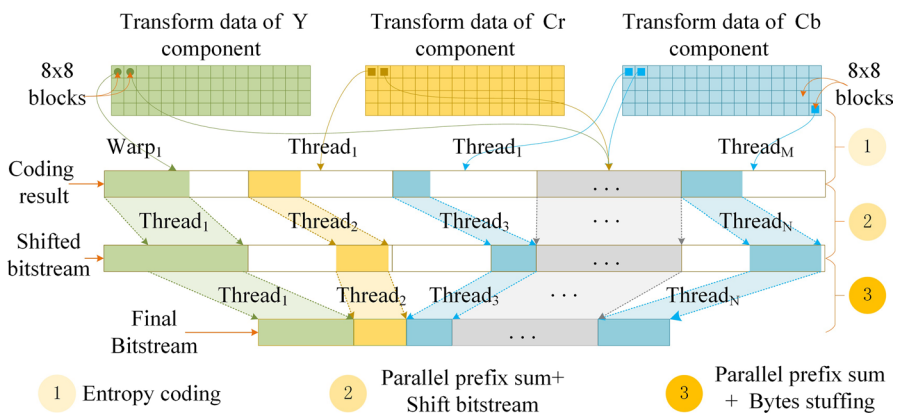 Transform data of Y component
Transform data of Cr component
Transform data of Cb component
8x8 blocks
8x8 blocks
Warp1
Thread1
Thread1
ThreadM
1
Coding result
. . .
Thread1
Thread2
Thread3
. . .
ThreadN
2
Shifted bitstream
. . .
Thread1
Thread2
Thread3
. . .
ThreadN
3
Final Bitstream
. . .
1 Entropy coding
2 Parallel prefix sum+ Shift bitstream
3 Parallel prefix sum + Bytes stuffing